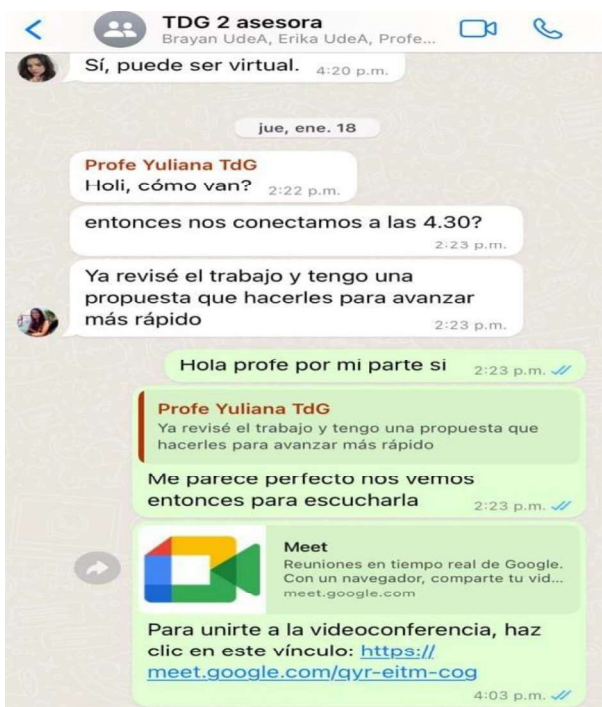 TDG 2 asesora
Brayan UdeA, Erika UdeA, Profe...
Sí, puede ser virtual. 4:20 p.m.
jue, ene. 18
Profe Yuliana TdG
Holi, cómo van? 2:22 p.m.
entonces nos conectamos a las 4.30?
2:23 p.m.
Ya revisé el trabajo y tengo una
propuesta que hacerles para avanzar
más rápido 2:23 p.m.
Hola profe por mi parte si 2:23 p.m.
Profe Yuliana TdG
Ya revisé el trabajo y tengo una propuesta que
hacerles para avanzar más rápido
Me parece perfecto nos vemos
entonces para escucharla 2:23 p.m.
Meet
Reuniones en tiempo real de Google.
Con un navegador, comparte tu vid...
meet.google.com
Para unirte a la videoconferencia, haz
clic en este vínculo: https://
meet.google.com/qyr-eitm-cog
4:03 p.m.